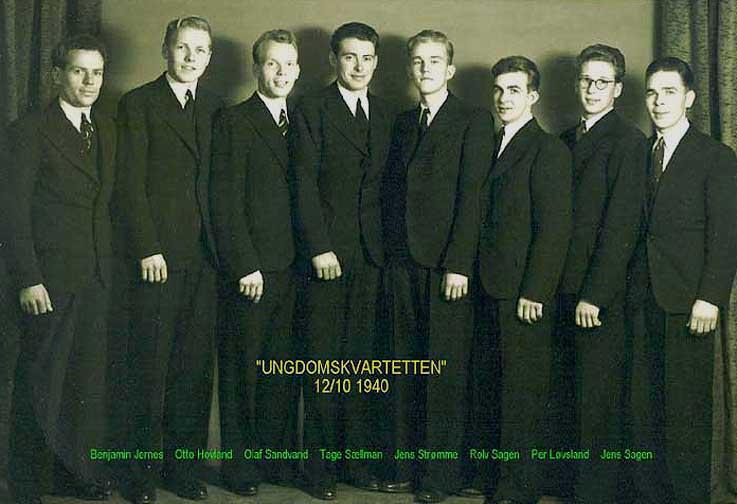 "UNGDOMSKVARTETTEN"
12/10 1940
Benjamin Jernes Otto Hovland Olaf Sandvand Tage Sællman Jens Strømme Rolv Sagen Per Løvsland Jens Sagen